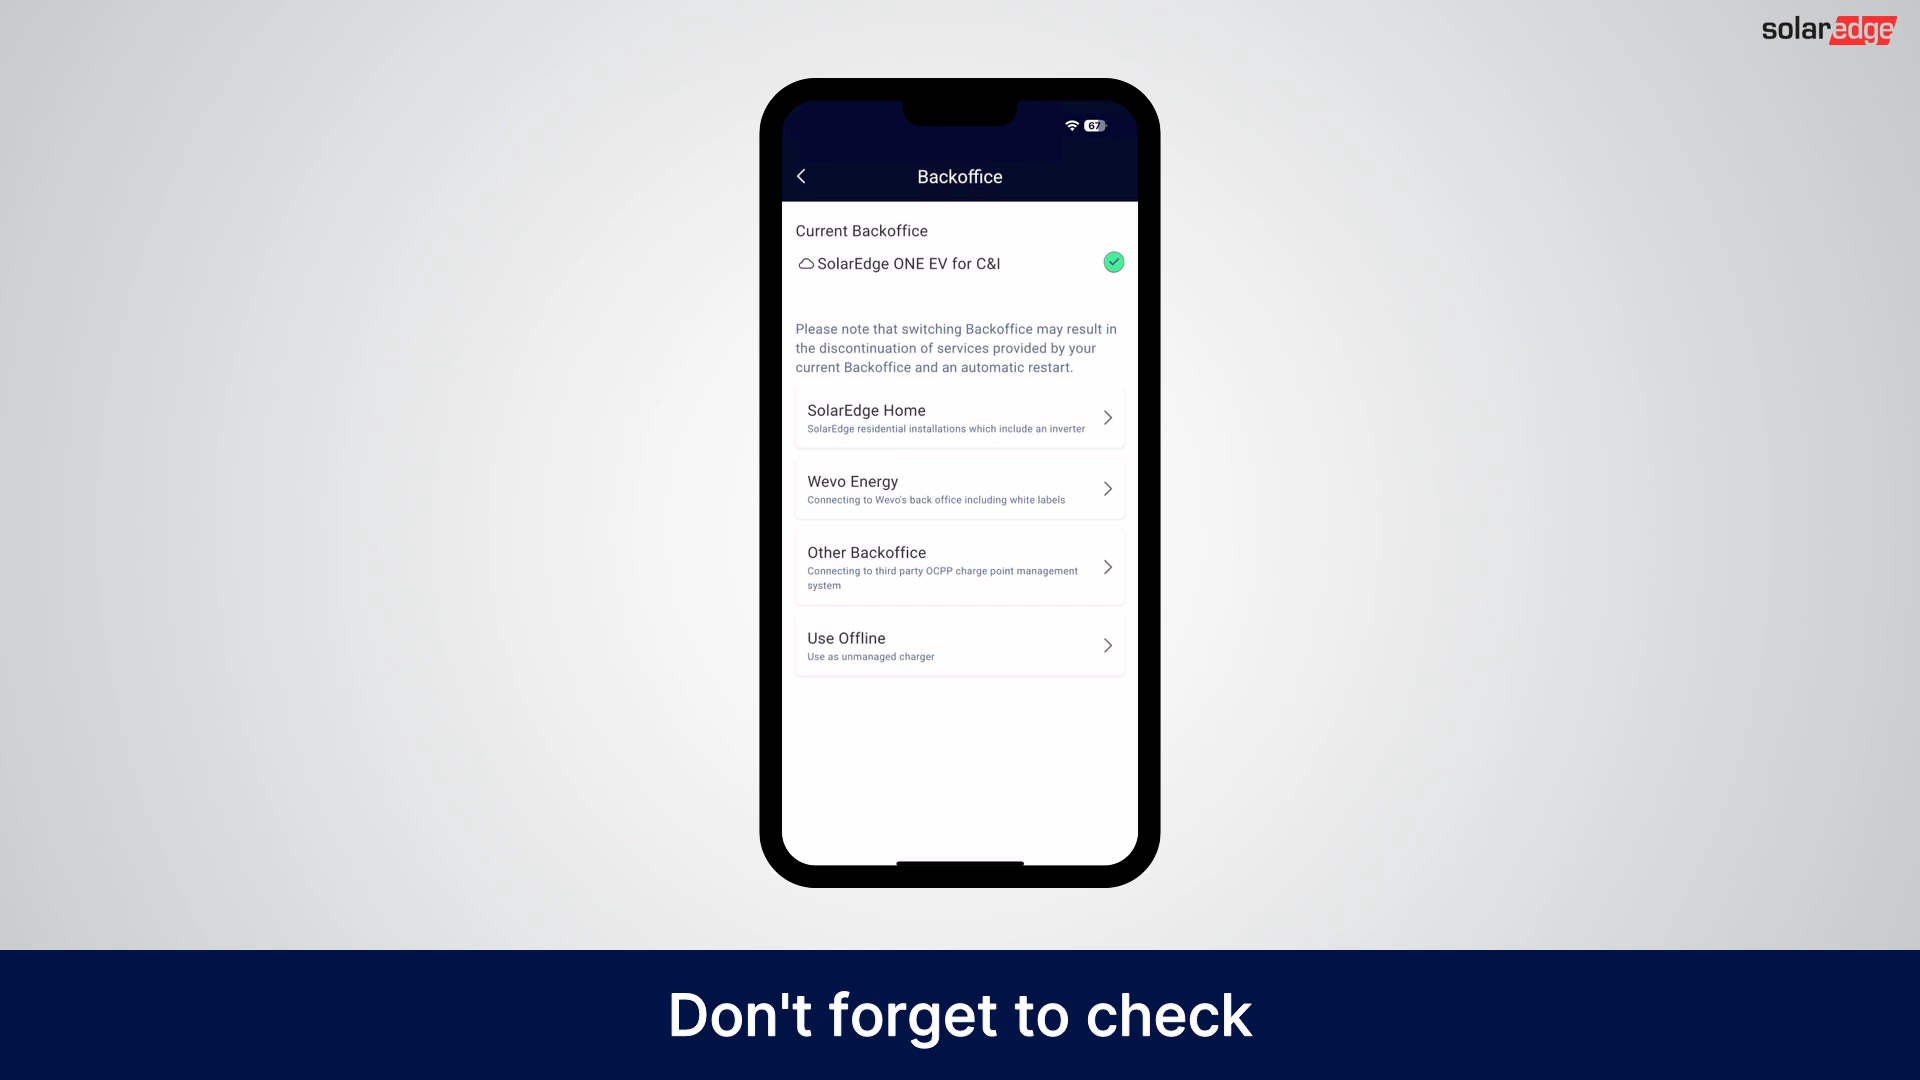 solaredge
67
Backoffice
Current Backoffice
SolarEdge ONE EV for C&I
Please note that switching Backoffice may result in
the discontinuation of services provided by your
current Backoffice and an automatic restart.
SolarEdge Home
SolarEdge residential installations which include an inverter
Wevo Energy
Connecting to Wevo's back office including white labels
Other Backoffice
Connecting to third party OCPP charge point management
system
Use Offline
Use as unmanaged charger
Don't forget to check